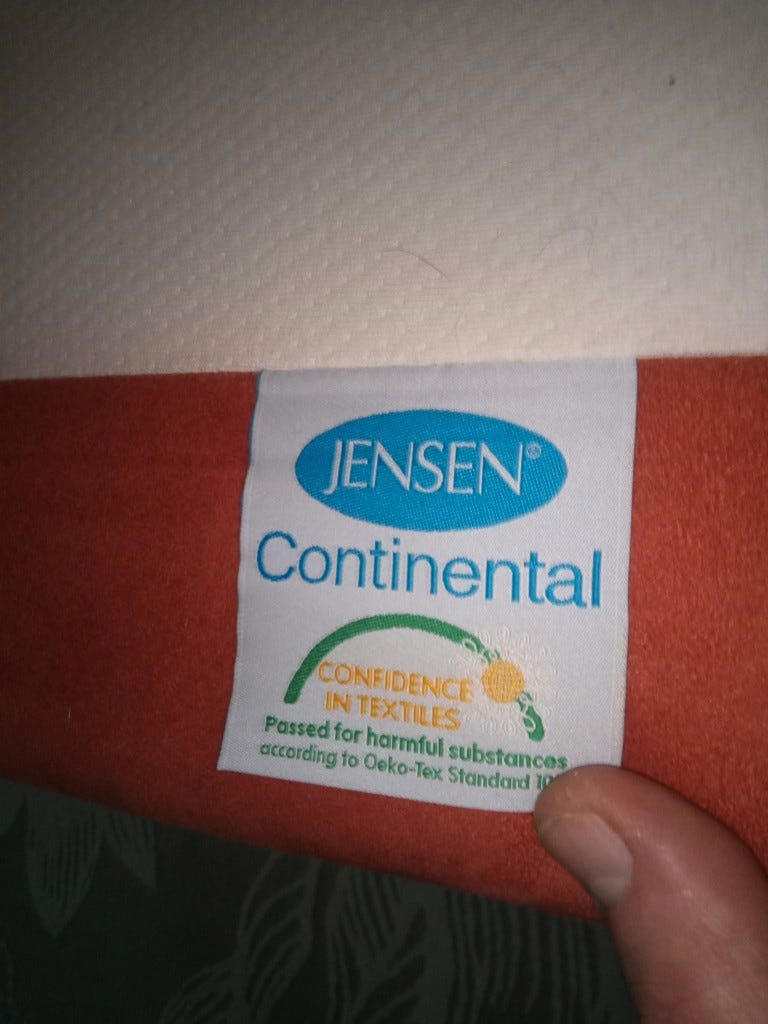 JENSEN®
Continental
CONFIDENCE
IN TEXTILES
Passed for harmful substances
according to Oeko-Tex Standard